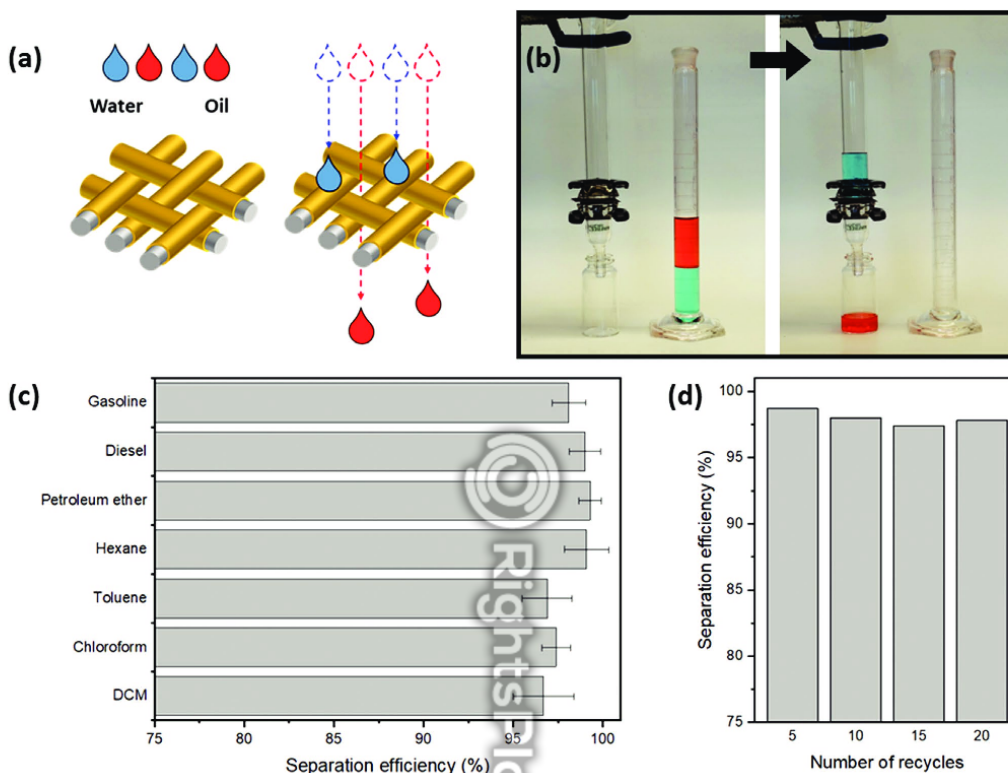 (a)
Water
Oil
(b)
(c)
Gasoline
Diesel
Petroleum ether
Hexane
Toluene
Chloroform
DCM
75
80
85
90
95
100
Separation efficiency (%)
(d)
Separation efficiency (%)
100
95
90
85
80
75
5
10
15
20
Number of recycles